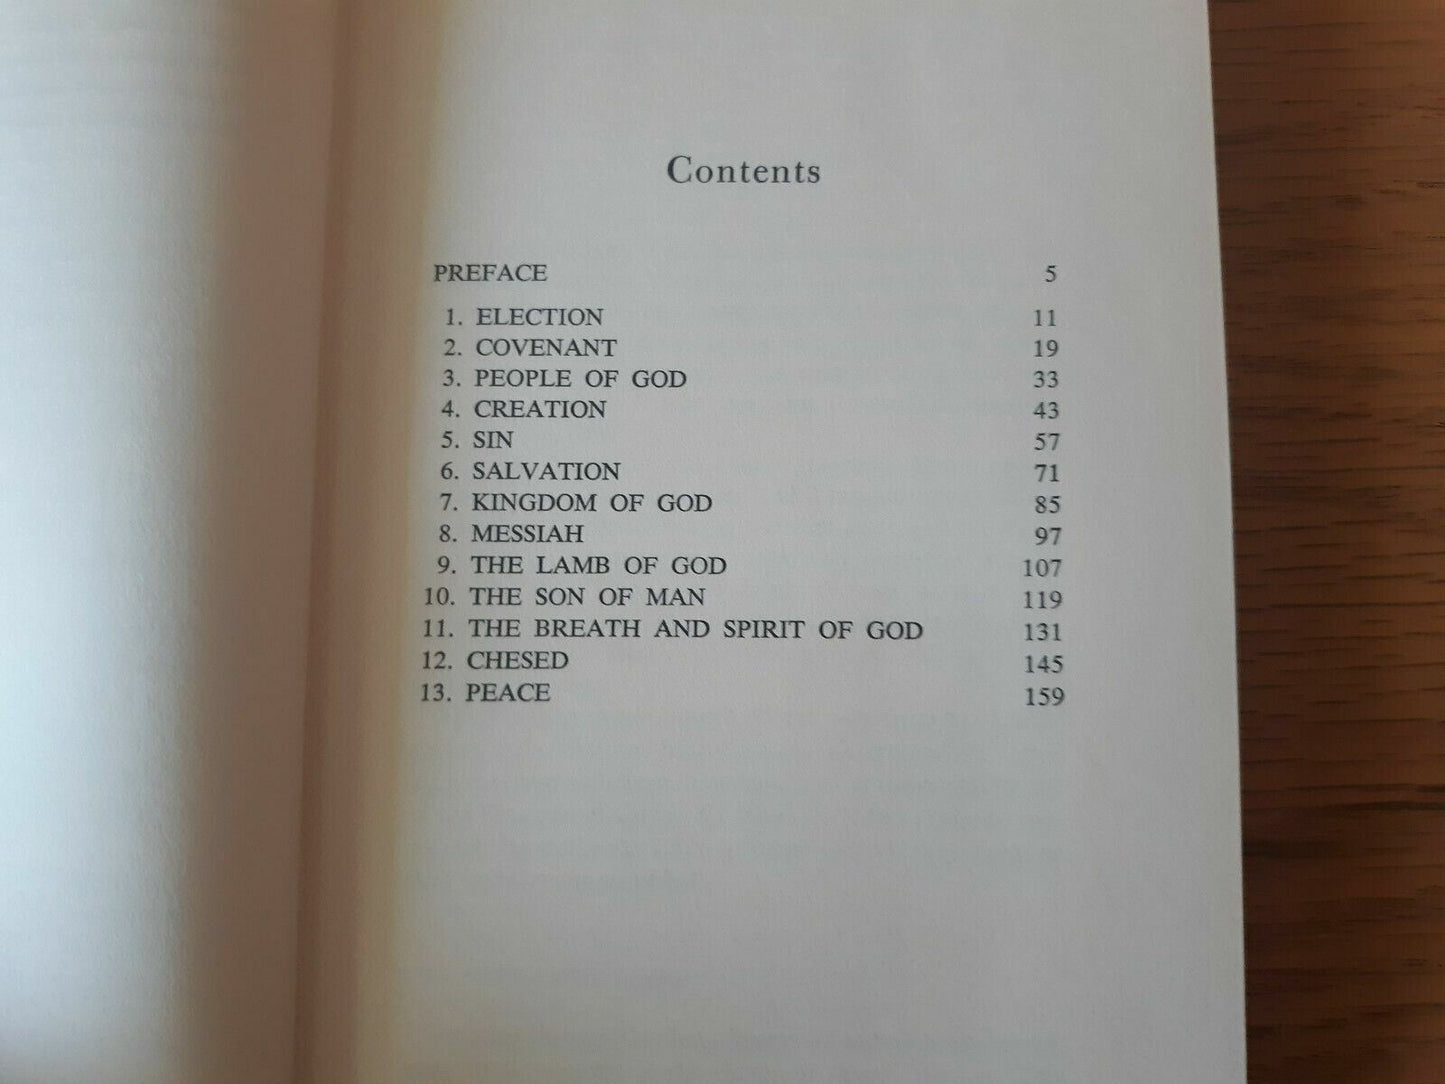 Contents
PREFACE 5
1. ELECTION 11
2. COVENANT 19
3. PEOPLE OF GOD 33
4. CREATION 43
5. SIN 57
6. SALVATION 71
7. KINGDOM OF GOD 85
8. MESSIAH 97
9. THE LAMB OF GOD 107
10. THE SON OF MAN 119
11. THE BREATH AND SPIRIT OF GOD 131
12. CHESED 145
13. PEACE 159